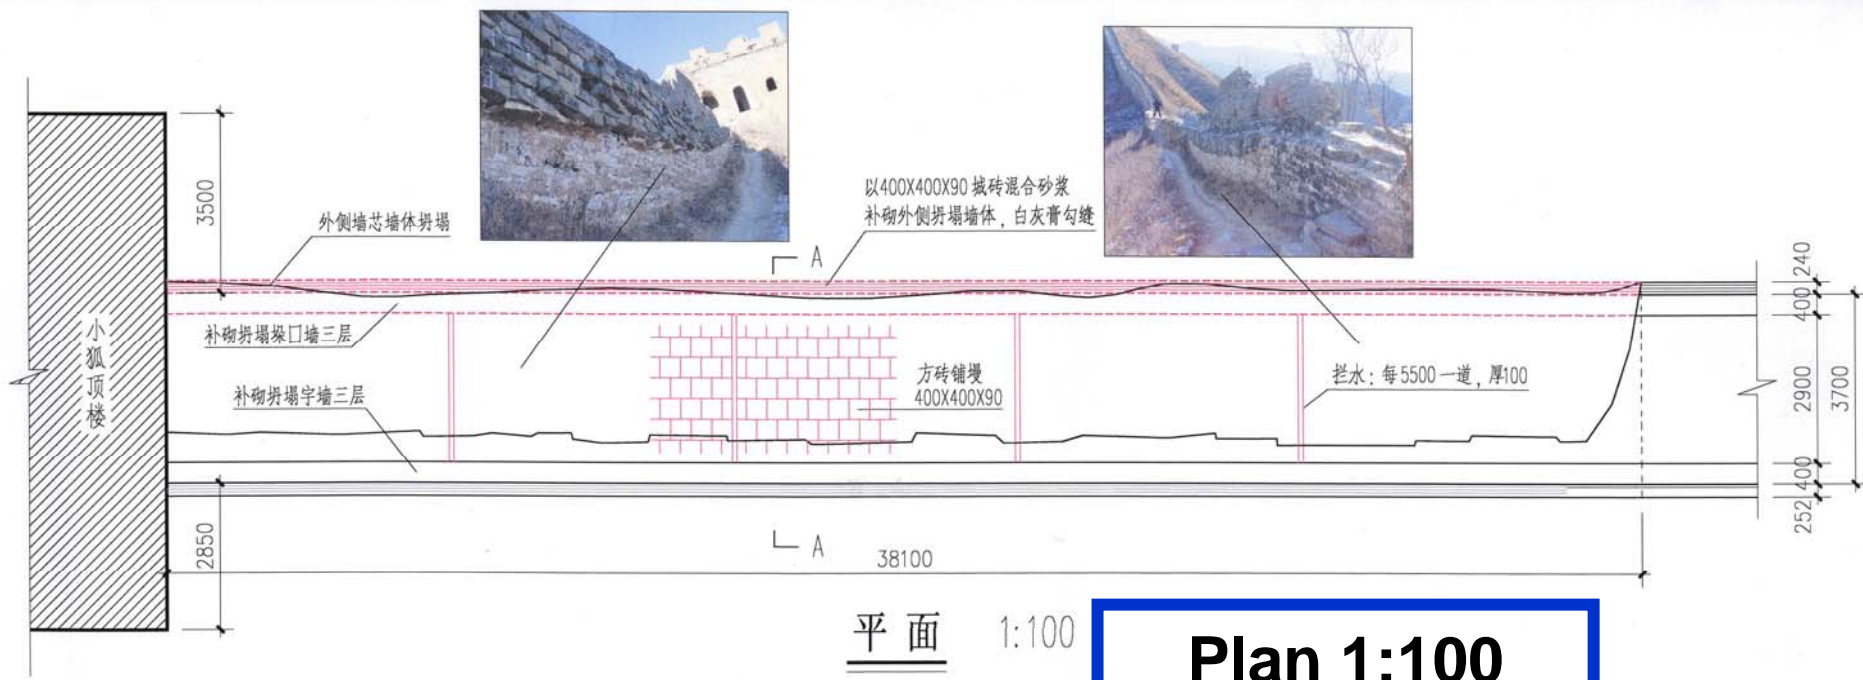 3500
外侧墙芯墙体坍塌
以400X400X90城砖混合砂浆
补砌外侧坍塌墙体，白灰膏勾缝
A
240
400
小狐顶楼
补砌坍塌垛口墙三层
方砖铺墁
400X400X90
拦水：每5500一道，厚100
2900
3700
补砌坍塌宇墙三层
400
252
2850
A
38100
平面 1:100
Plan 1:100